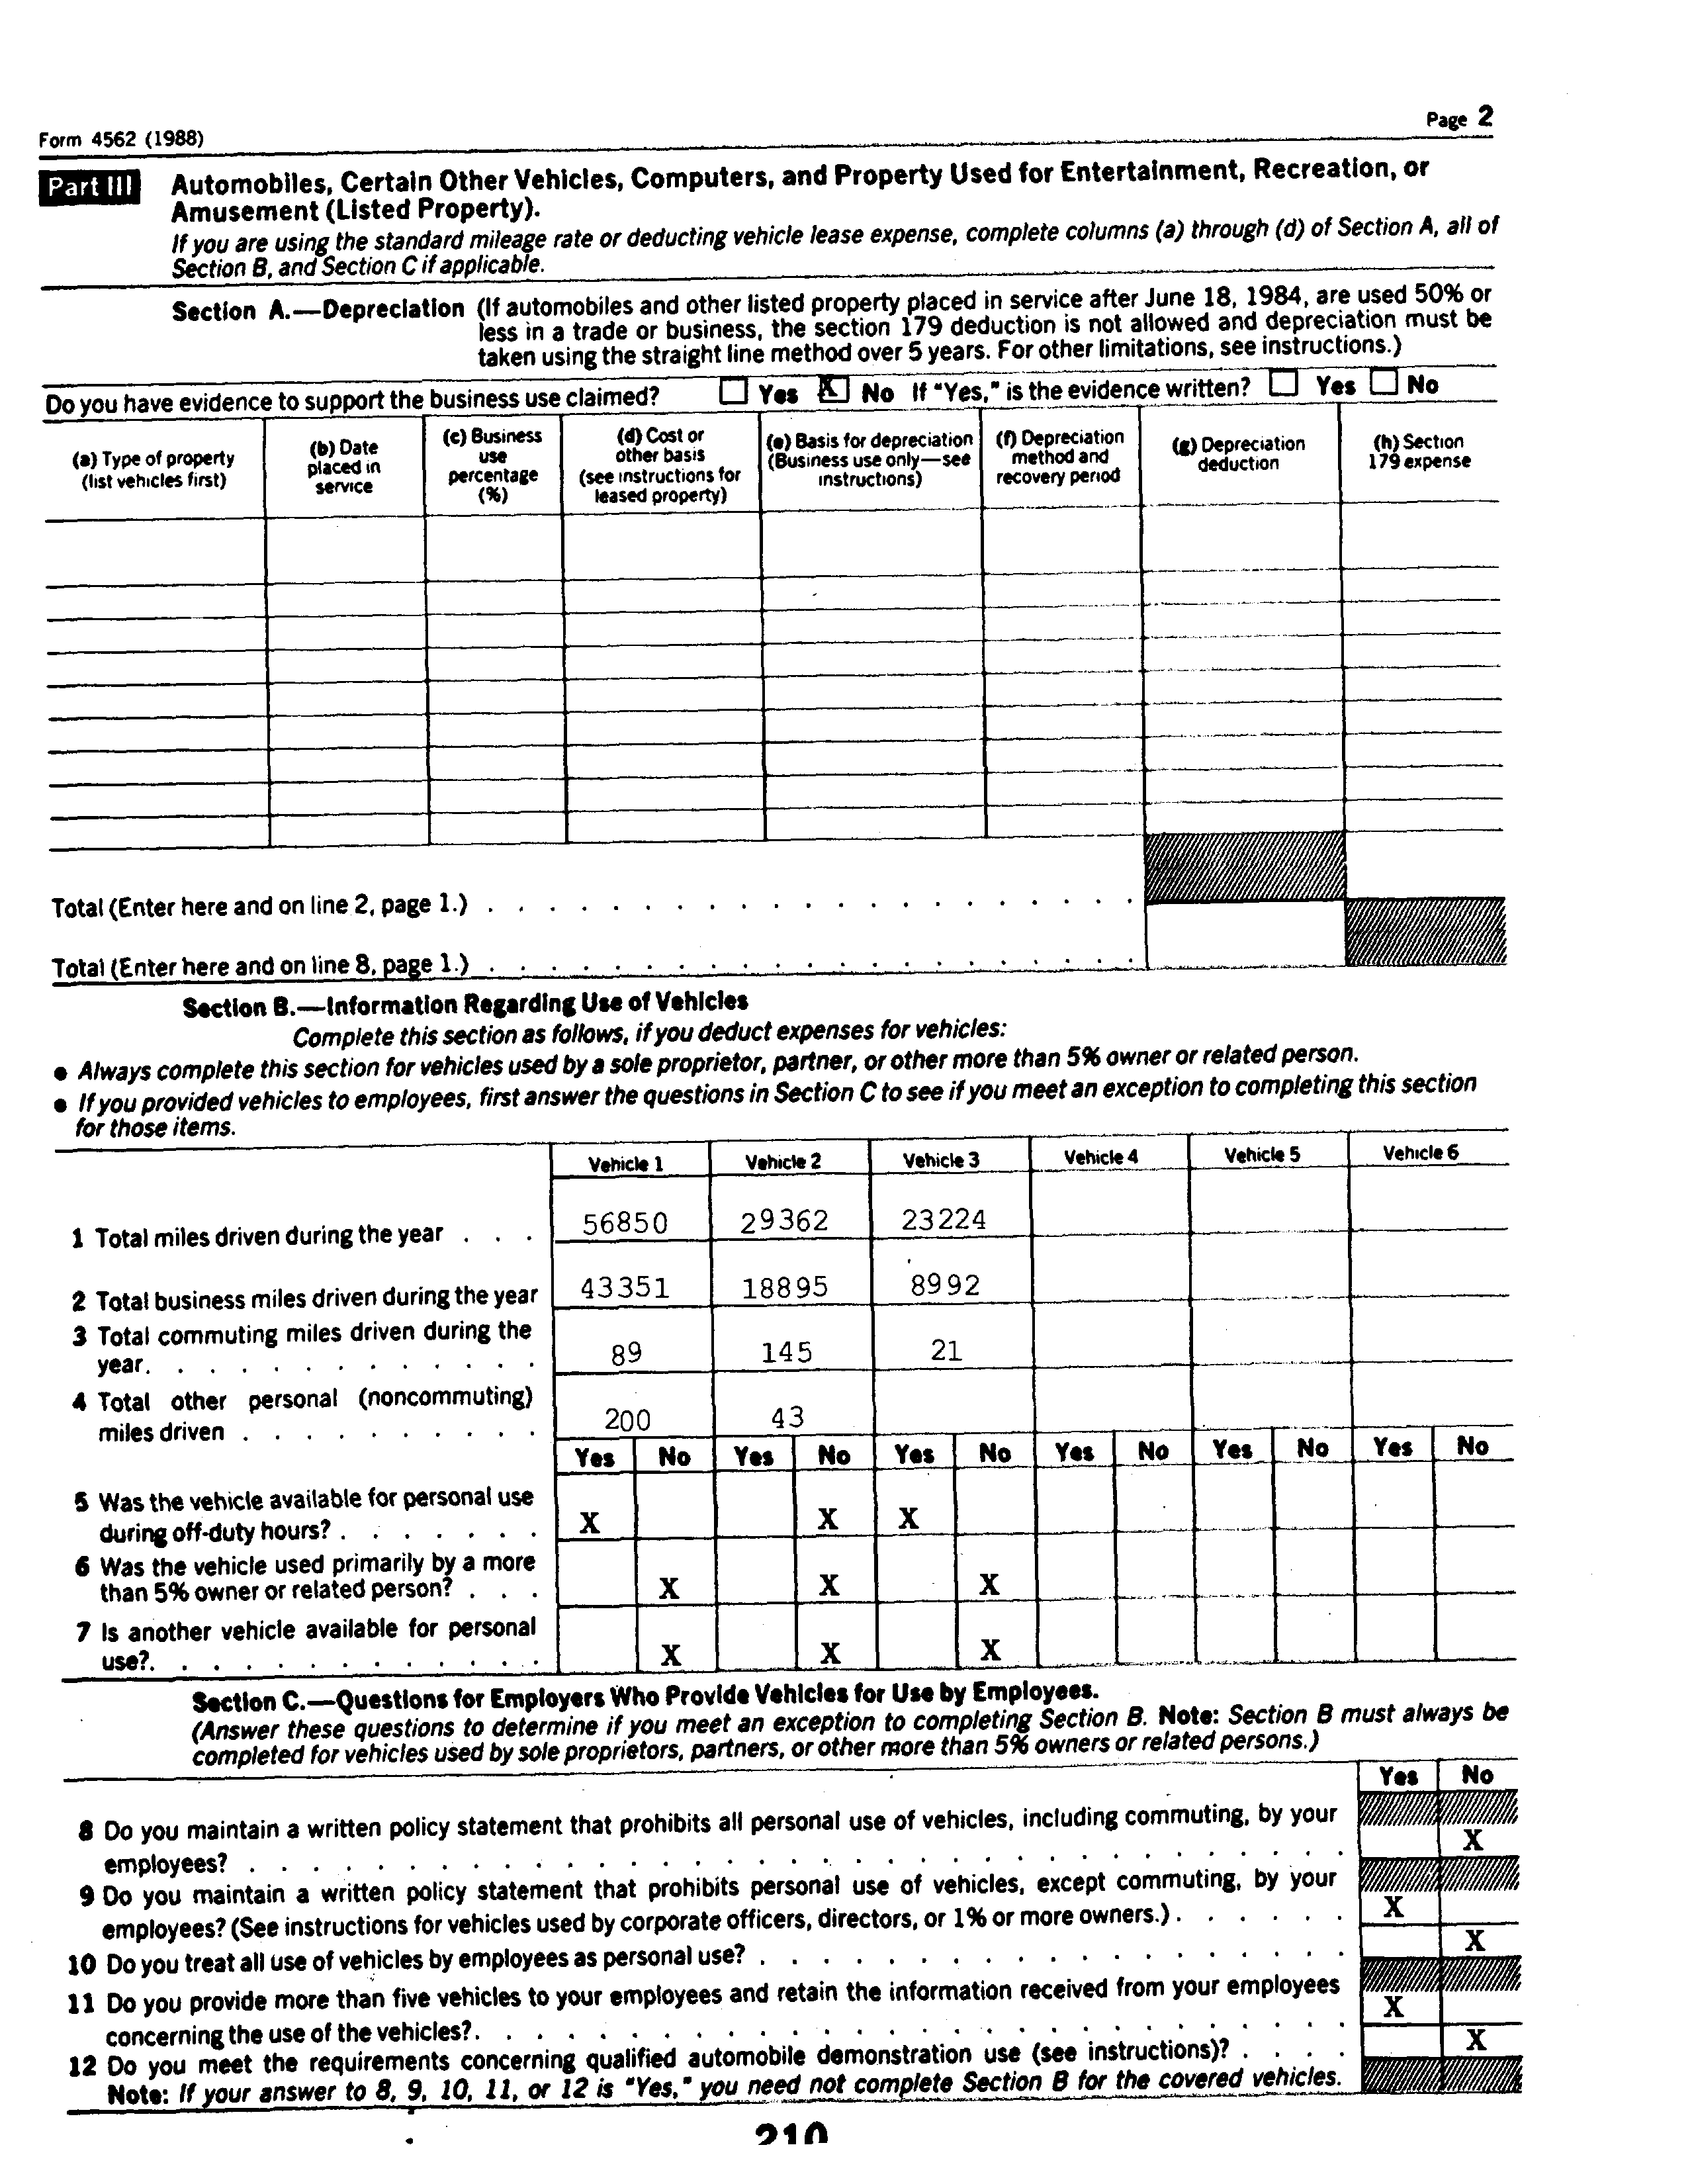 Page 2
Form 4562 (1988)
Part III Automobiles, Certain Other Vehicles, Computers, and Property Used for Entertainment, Recreation, or
Amusement (Listed Property).
If you are using the standard mileage rate or deducting vehicle lease expense, complete columns (a) through (d) of Section A, all of
Section B, and Section C if applicable.
Section A.—Depreciation (If automobiles and other listed property placed in service after June 18, 1984, are used 50% or
less in a trade or business, the section 179 deduction is not allowed and depreciation must be
taken using the straight line method over 5 years. For other limitations, see instructions.)
Do you have evidence to support the business use claimed? Yes X No If "Yes," is the evidence written? Yes No
(a) Type of property
(list vehicles first)
(b) Date
placed in
service
(c) Business
use
percentage
(%)
(d) Cost or
other basis
(see instructions for
leased property)
(e) Basis for depreciation
(Business use only—see
instructions)
(f) Depreciation
method and
recovery period
(g) Depreciation
deduction
(h) Section
179 expense
Total (Enter here and on line 2, page 1.) . . . . . . . . . . . . . . . . . . . . .
Total (Enter here and on line 8, page 1.) . . . . . . . . . . . . . . . . . . . . .
Section B.—Information Regarding Use of Vehicles
Complete this section as follows, if you deduct expenses for vehicles:
● Always complete this section for vehicles used by a sole proprietor, partner, or other more than 5% owner or related person.
● If you provided vehicles to employees, first answer the questions in Section C to see if you meet an exception to completing this section
for those items.
Vehicle 1 Vehicle 2 Vehicle 3 Vehicle 4 Vehicle 5 Vehicle 6
1 Total miles driven during the year . . . 56850 29362 23224
2 Total business miles driven during the year 43351 18895 8992
3 Total commuting miles driven during the
year. . . . . . . . . . . . . 89 145 21
4 Total other personal (noncommuting)
miles driven . . . . . . . . . . 200 43
Yes No Yes No Yes No Yes No Yes No Yes No
5 Was the vehicle available for personal use
during off-duty hours? . . . . . . . X X X
6 Was the vehicle used primarily by a more
than 5% owner or related person? . . . X X X
7 Is another vehicle available for personal
use?. . . . . . . . . . . . . X X X
Section C.—Questions for Employers Who Provide Vehicles for Use by Employees.
(Answer these questions to determine if you meet an exception to completing Section B. Note: Section B must always be
completed for vehicles used by sole proprietors, partners, or other more than 5% owners or related persons.)
Yes No
8 Do you maintain a written policy statement that prohibits all personal use of vehicles, including commuting, by your
employees? . . . . . . . . . . . . . . . . . . . . . . . . . . . . . . . . . . . X
9 Do you maintain a written policy statement that prohibits personal use of vehicles, except commuting, by your
employees? (See instructions for vehicles used by corporate officers, directors, or 1% or more owners.) . . . . . . X
10 Do you treat all use of vehicles by employees as personal use? . . . . . . . . . . . . . . . . . . . X
11 Do you provide more than five vehicles to your employees and retain the information received from your employees
concerning the use of the vehicles?. . . . . . . . . . . . . . . . . . . . . . . . . . . . X
12 Do you meet the requirements concerning qualified automobile demonstration use (see instructions)? . . . . X
Note: If your answer to 8, 9, 10, 11, or 12 is "Yes," you need not complete Section B for the covered vehicles.
210